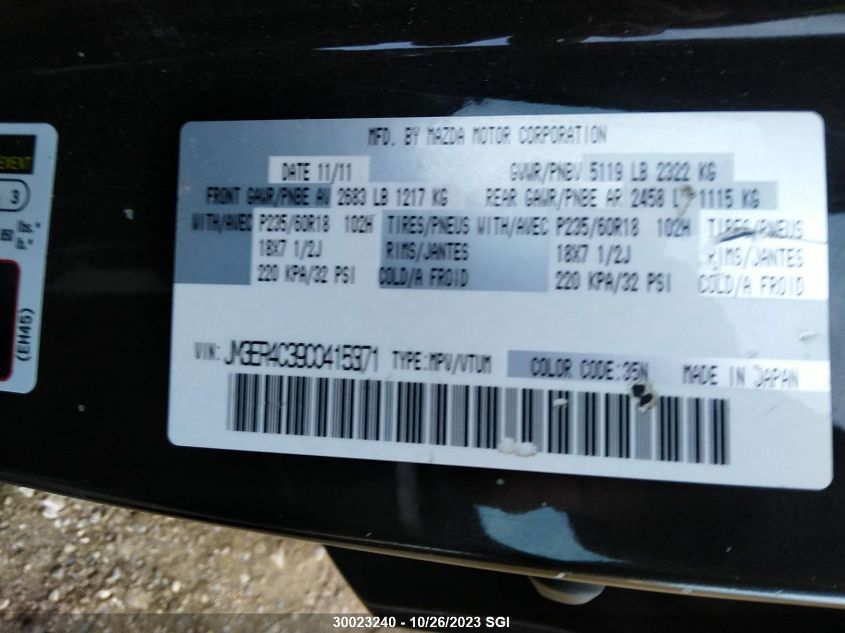 MFD. BY MAZDA MOTOR CORPORATION
DATE 11/11 GVWR/PNBV 5119 LB 2322 KG
FRONT GAWR/PNBE AV 2683 LB 1217 KG REAR GAWR/PNBE AR 2458 L 1115 KG
WITH/AVEC P235/60R18 102H TIRES/PNEUS WITH/AVEC P235/60R18 102H TIRES/PNEUS
18X7 1/2J RIMS/JANTES 18X7 1/2J RIMS/JANTES
220 KPA/32 PSI COLD/A FROID 220 KPA/32 PSI COLD/A FROID
VIN: JM3ER4C39C0415371 TYPE:MPV/VTUM COLOR CODE:35N MADE IN JAPAN
3
lbs.*
lb.*
(EH45)
30023240 - 10/26/2023 SGI